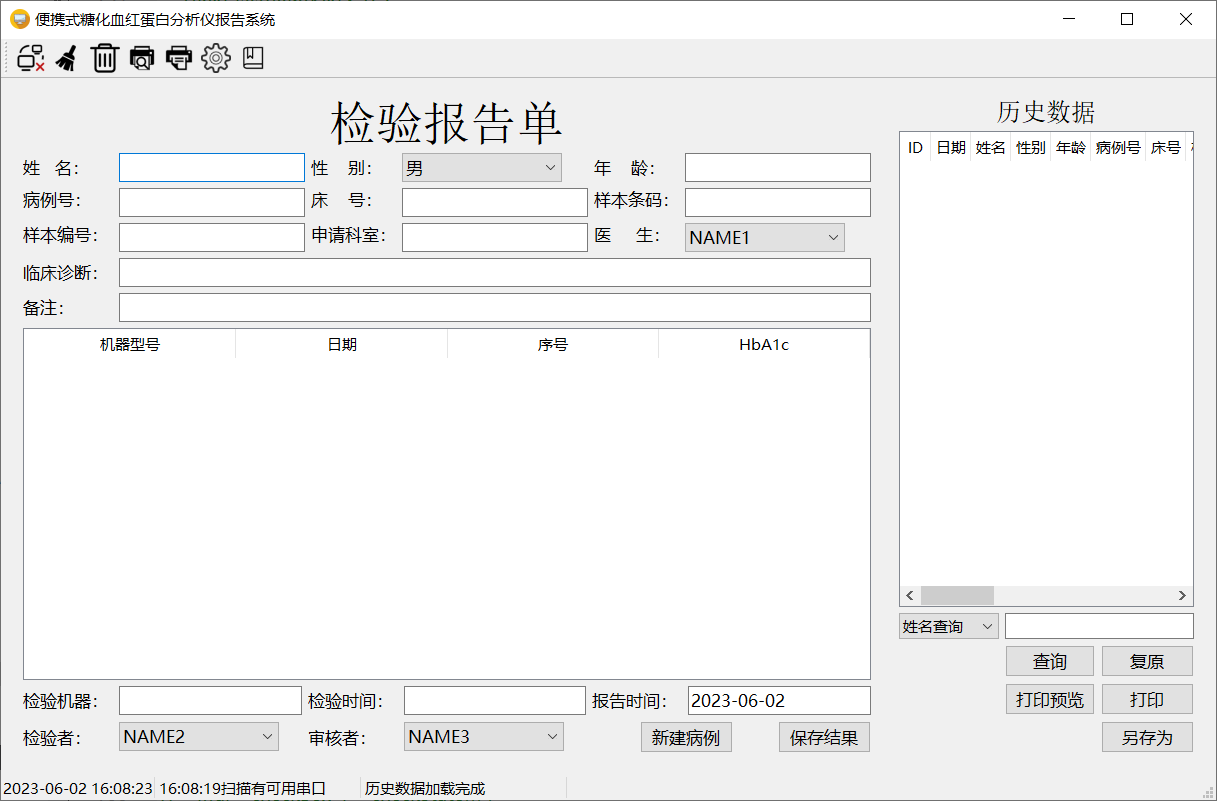 便携式糖化血红蛋白分析仪报告系统
检验报告单
姓 名： 性 别： 男 年 龄：
病例号： 床 号： 样本条码：
样本编号： 申请科室： 医 生： NAME1
临床诊断：
备注：
机器型号 日期 序号 HbA1c
检验机器： 检验时间： 报告时间： 2023-06-02
检验者： NAME2 审核者： NAME3 新建病例 保存结果
历史数据
ID 日期 姓名 性别 年龄 病例号 床号
姓名查询
查询 复原
打印预览 打印
另存为
2023-06-02 16:08:23 16:08:19扫描有可用串口 历史数据加载完成